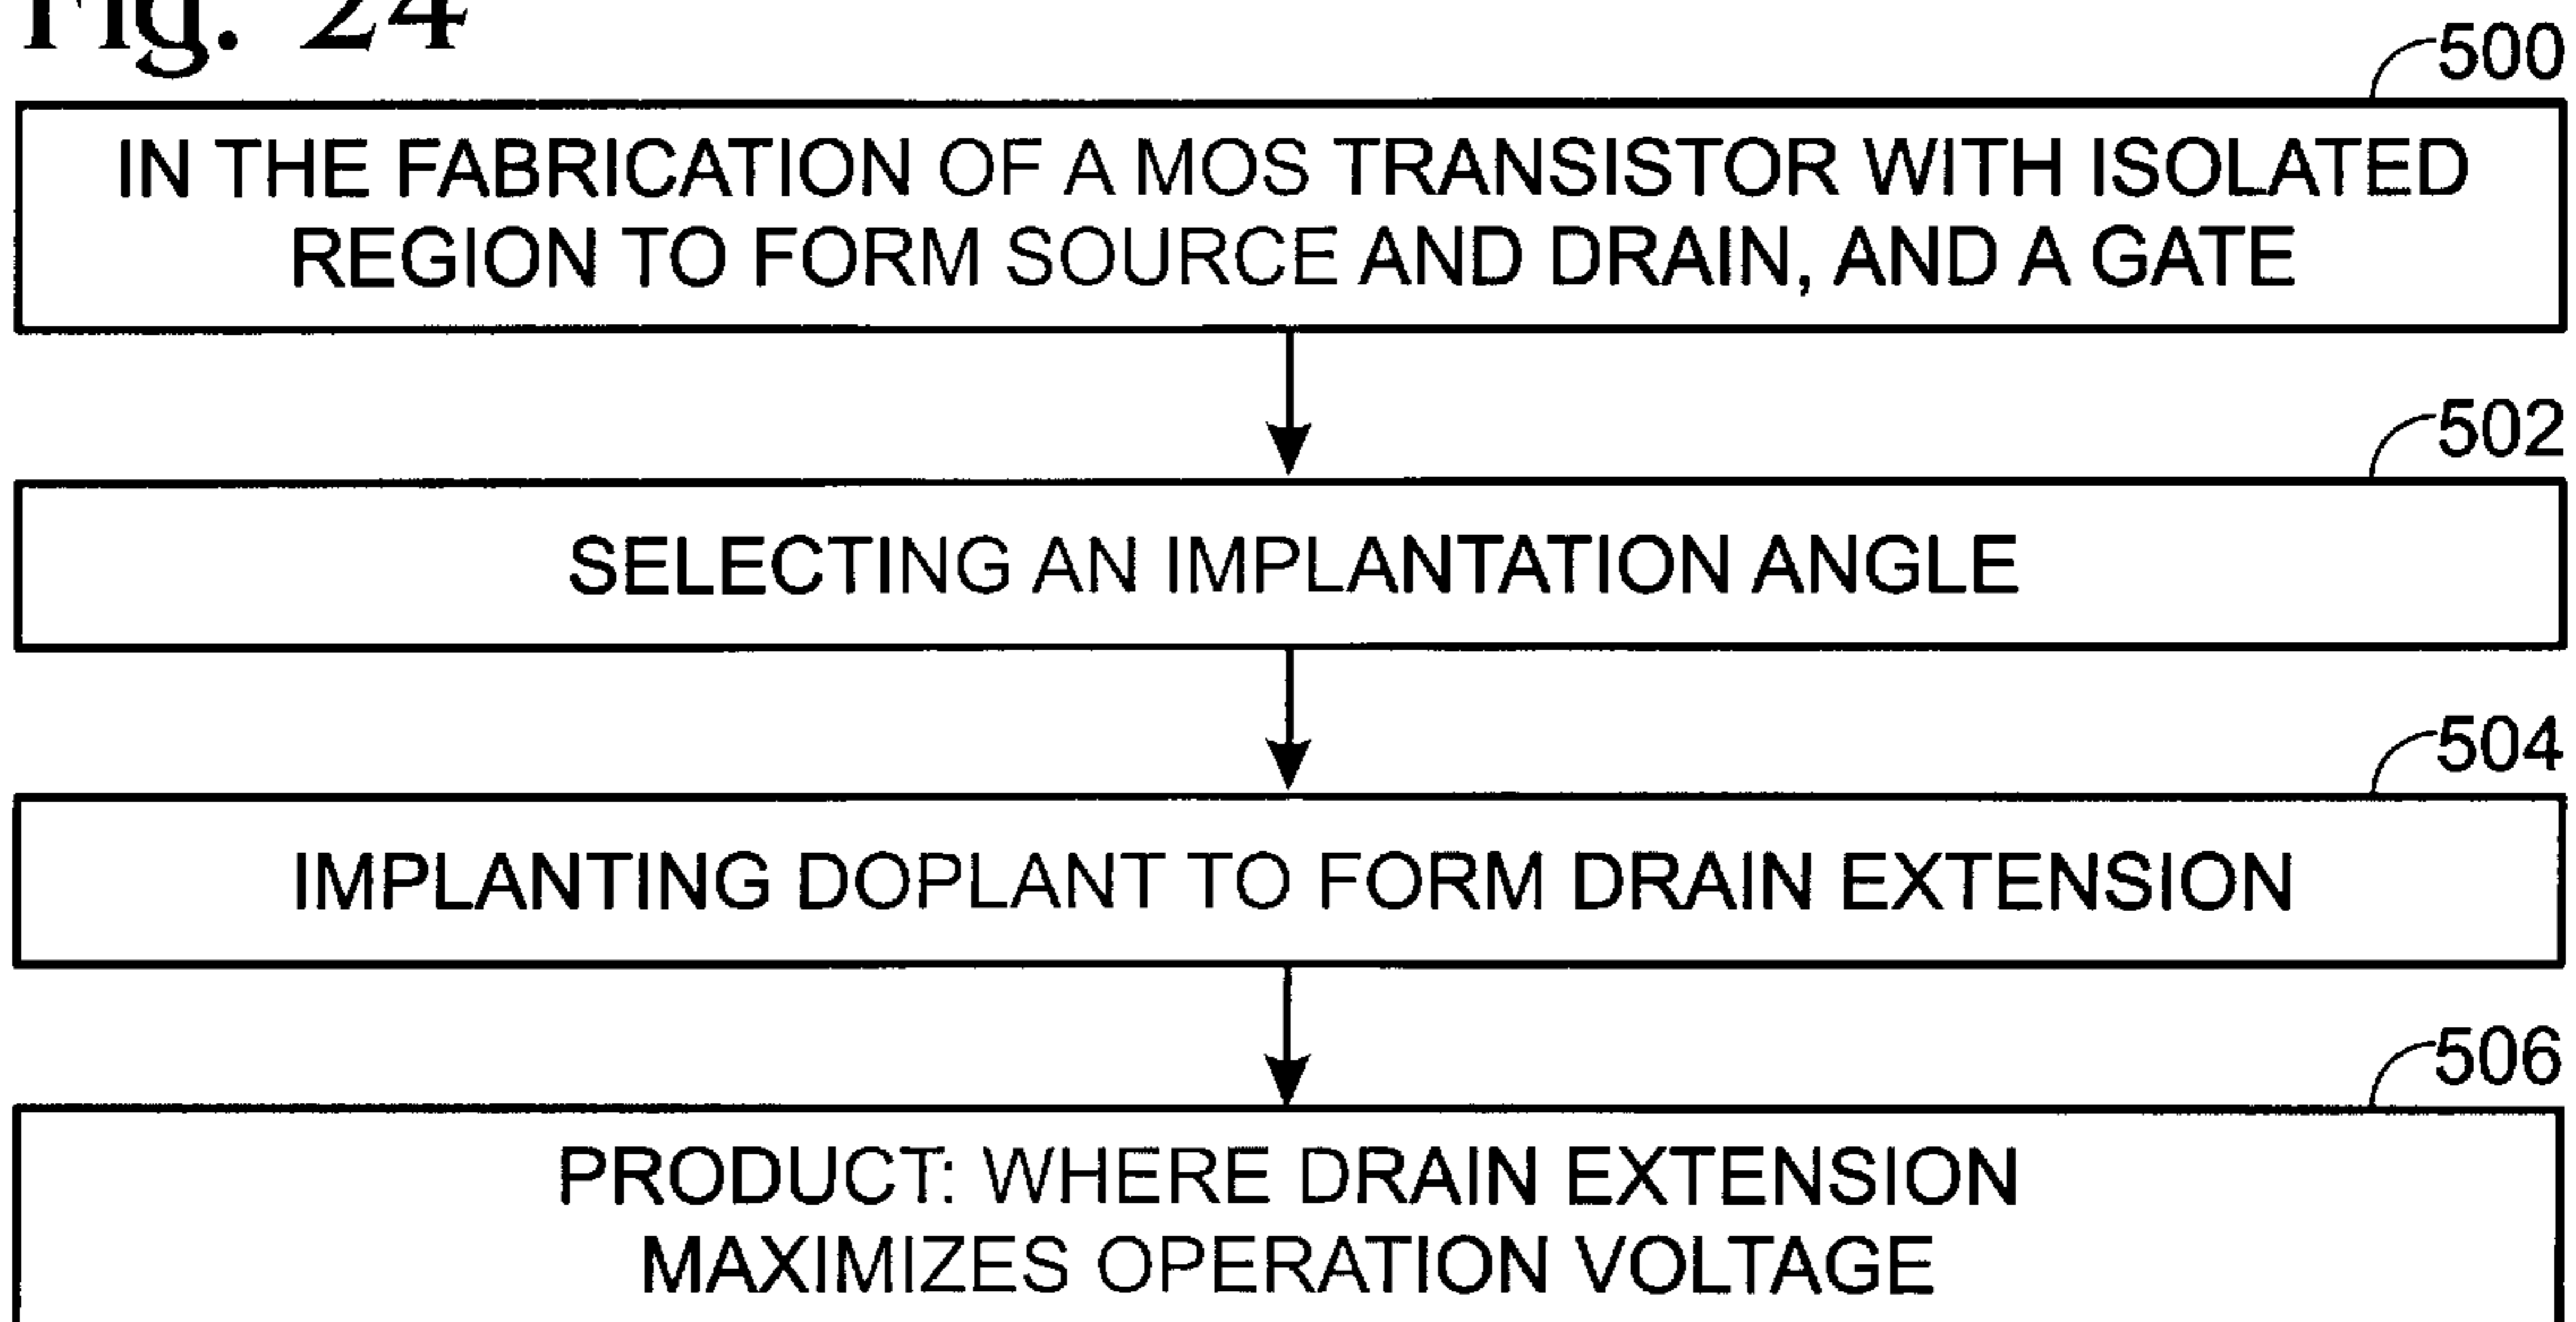 Fig. 24
500
IN THE FABRICATION OF A MOS TRANSISTOR WITH ISOLATED
REGION TO FORM SOURCE AND DRAIN, AND A GATE
502
SELECTING AN IMPLANTATION ANGLE
504
IMPLANTING DOPLANT TO FORM DRAIN EXTENSION
506
PRODUCT: WHERE DRAIN EXTENSION
MAXIMIZES OPERATION VOLTAGE